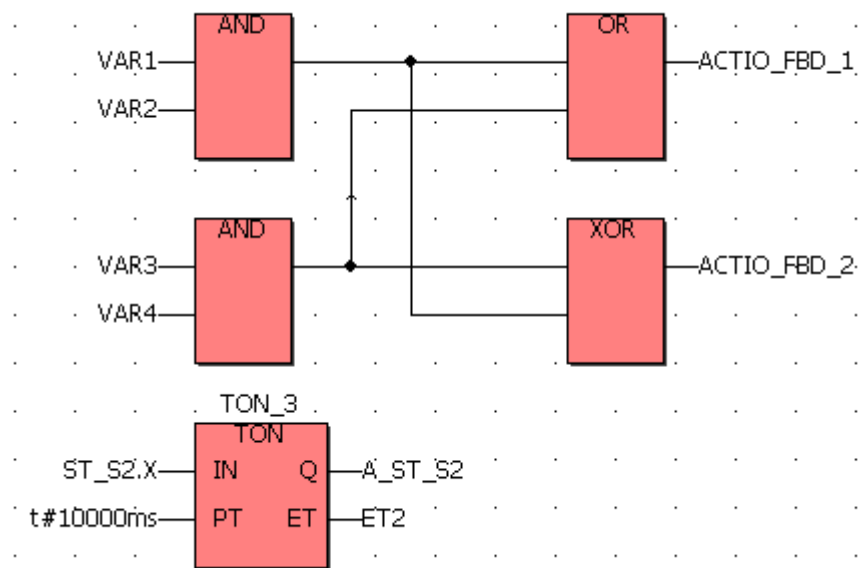 AND OR
VAR1 ACTIO_FBD_1
VAR2
AND XOR
VAR3 ACTIO_FBD_2
VAR4
TON_3
TON
ST_S2.X IN Q A_ST_S2
t#10000ms PT ET ET2